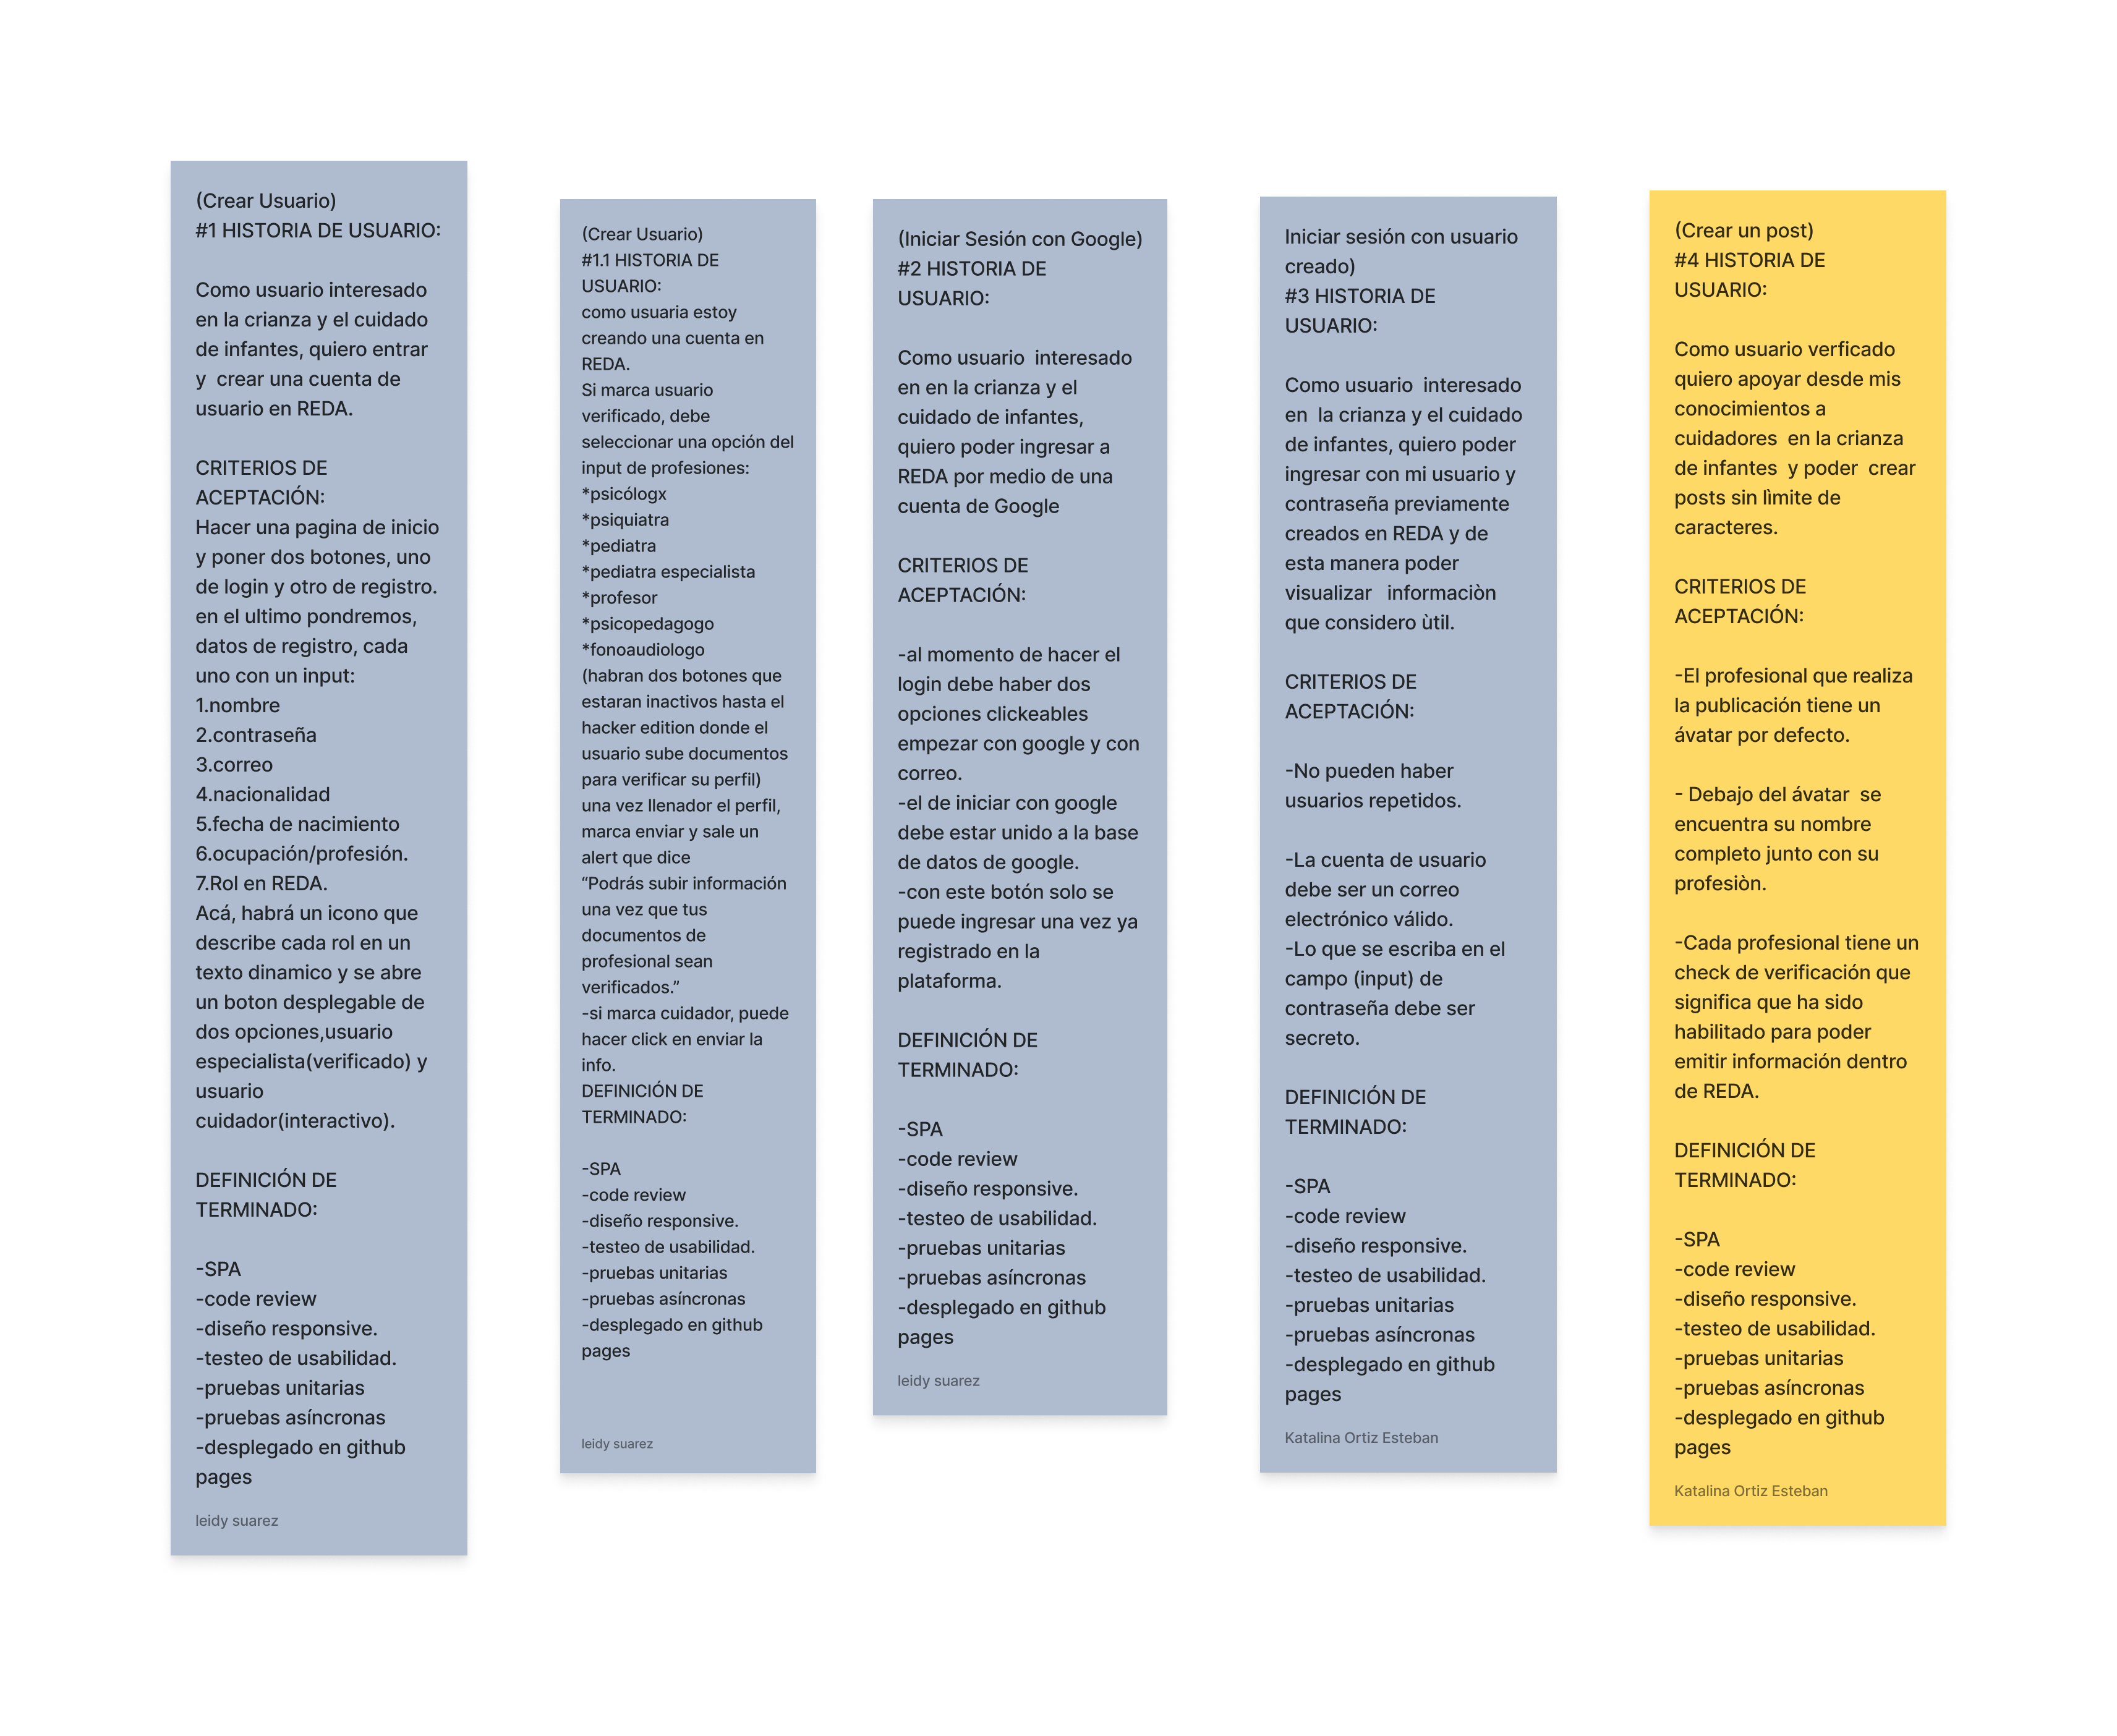 (Crear Usuario)
#1 HISTORIA DE USUARIO:
Como usuario interesado
en la crianza y el cuidado
de infantes, quiero entrar
y  crear una cuenta de
usuario en REDA.
CRITERIOS DE
ACEPTACIÓN:
Hacer una pagina de inicio
y poner dos botones, uno
de login y otro de registro.
en el ultimo pondremos,
datos de registro, cada
uno con un input:
1.nombre
2.contraseña
3.correo
4.nacionalidad
5.fecha de nacimiento
6.ocupación/profesión.
7.Rol en REDA.
Acá, habrá un icono que
describe cada rol en un
texto dinamico y se abre
un boton desplegable de
dos opciones,usuario
especialista(verificado) y
usuario
cuidador(interactivo).
DEFINICIÓN DE
TERMINADO:
-SPA
-code review
-diseño responsive.
-testeo de usabilidad.
-pruebas unitarias
-pruebas asíncronas
-desplegado en github
pages
leidy suarez
(Crear Usuario)
#1.1 HISTORIA DE
USUARIO:
como usuaria estoy
creando una cuenta en
REDA.
Si marca usuario
verificado, debe
seleccionar una opción del
input de profesiones:
*psicólogx
*psiquiatra
*pediatra
*pediatra especialista
*profesor
*psicopedagogo
*fonoaudiologo
(habran dos botones que
estaran inactivos hasta el
hacker edition donde el
usuario sube documentos
para verificar su perfil)
una vez llenador el perfil,
marca enviar y sale un
alert que dice
“Podrás subir información
una vez que tus
documentos de
profesional sean
verificados.”
-si marca cuidador, puede
hacer click en enviar la
info.
DEFINICIÓN DE
TERMINADO:
-SPA
-code review
-diseño responsive.
-testeo de usabilidad.
-pruebas unitarias
-pruebas asíncronas
-desplegado en github
pages
leidy suarez
(Iniciar Sesión con Google)
#2 HISTORIA DE
USUARIO:
Como usuario  interesado
en en la crianza y el
cuidado de infantes,
quiero poder ingresar a
REDA por medio de una
cuenta de Google
CRITERIOS DE
ACEPTACIÓN:
-al momento de hacer el
login debe haber dos
opciones clickeables
empezar con google y con
correo.
-el de iniciar con google
debe estar unido a la base
de datos de google.
-con este botón solo se
puede ingresar una vez ya
registrado en la
plataforma.
DEFINICIÓN DE
TERMINADO:
-SPA
-code review
-diseño responsive.
-testeo de usabilidad.
-pruebas unitarias
-pruebas asíncronas
-desplegado en github
pages
leidy suarez
Iniciar sesión con usuario
creado)
#3 HISTORIA DE
USUARIO:
Como usuario  interesado
en  la crianza y el cuidado
de infantes, quiero poder
ingresar con mi usuario y
contraseña previamente
creados en REDA y de
esta manera poder
visualizar   informaciòn
que considero ùtil.
CRITERIOS DE
ACEPTACIÓN:
-No pueden haber
usuarios repetidos.
-La cuenta de usuario
debe ser un correo
electrónico válido.
-Lo que se escriba en el
campo (input) de
contraseña debe ser
secreto.
DEFINICIÓN DE
TERMINADO:
-SPA
-code review
-diseño responsive.
-testeo de usabilidad.
-pruebas unitarias
-pruebas asíncronas
-desplegado en github
pages
Katalina Ortiz Esteban
(Crear un post)
#4 HISTORIA DE
USUARIO:
Como usuario verficado
quiero apoyar desde mis
conocimientos a
cuidadores  en la crianza
de infantes  y poder  crear
posts sin lìmite de
caracteres.
CRITERIOS DE
ACEPTACIÓN:
-El profesional que realiza
la publicación tiene un
ávatar por defecto.
- Debajo del ávatar  se
encuentra su nombre
completo junto con su
profesiòn.
-Cada profesional tiene un
check de verificación que
significa que ha sido
habilitado para poder
emitir información dentro
de REDA.
DEFINICIÓN DE
TERMINADO:
-SPA
-code review
-diseño responsive.
-testeo de usabilidad.
-pruebas unitarias
-pruebas asíncronas
-desplegado en github
pages
Katalina Ortiz Esteban